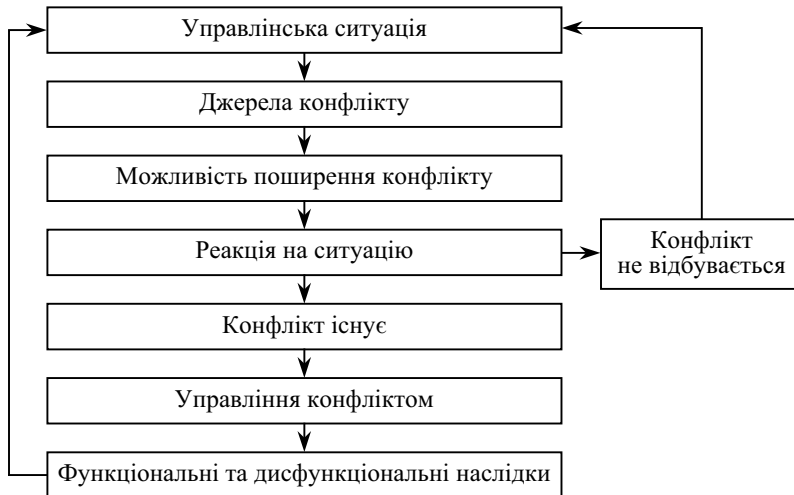 Управлінська ситуація
Джерела конфлікту
Можливість поширення конфлікту
Реакція на ситуацію
Конфлікт
не відбувається
Конфлікт існує
Управління конфліктом
Функціональні та дисфункціональні наслідки